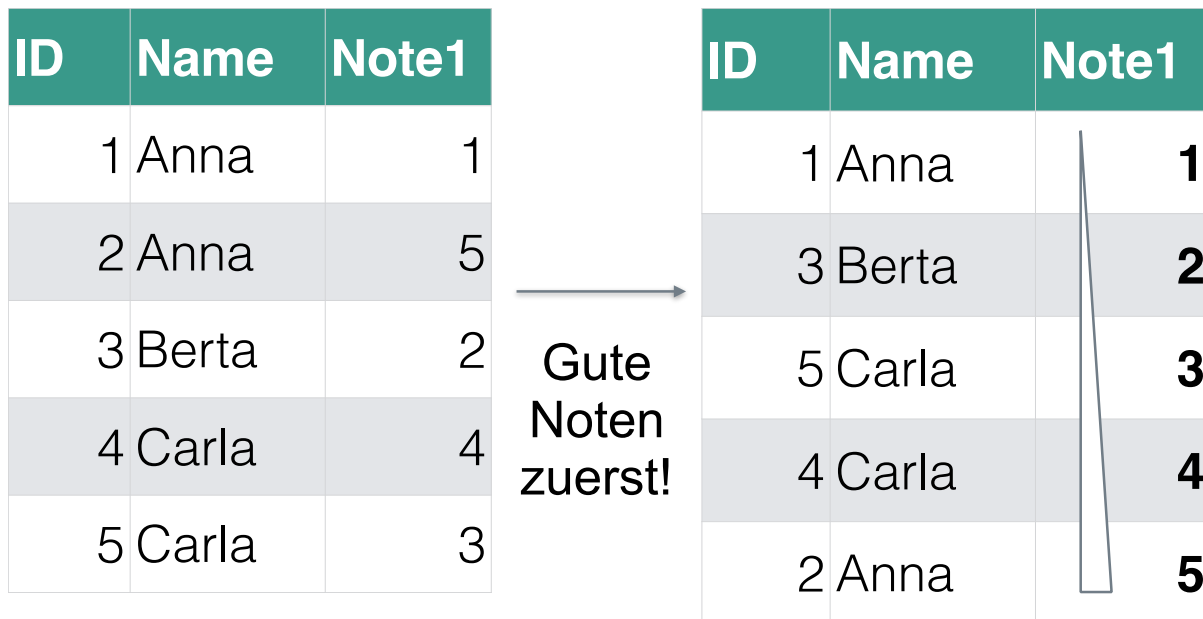 ID Name Note1
1 Anna 1
2 Anna 5
3 Berta 2
4 Carla 4
5 Carla 3
Gute
Noten
zuerst!
ID Name Note1
1 Anna 1
3 Berta 2
5 Carla 3
4 Carla 4
2 Anna 5